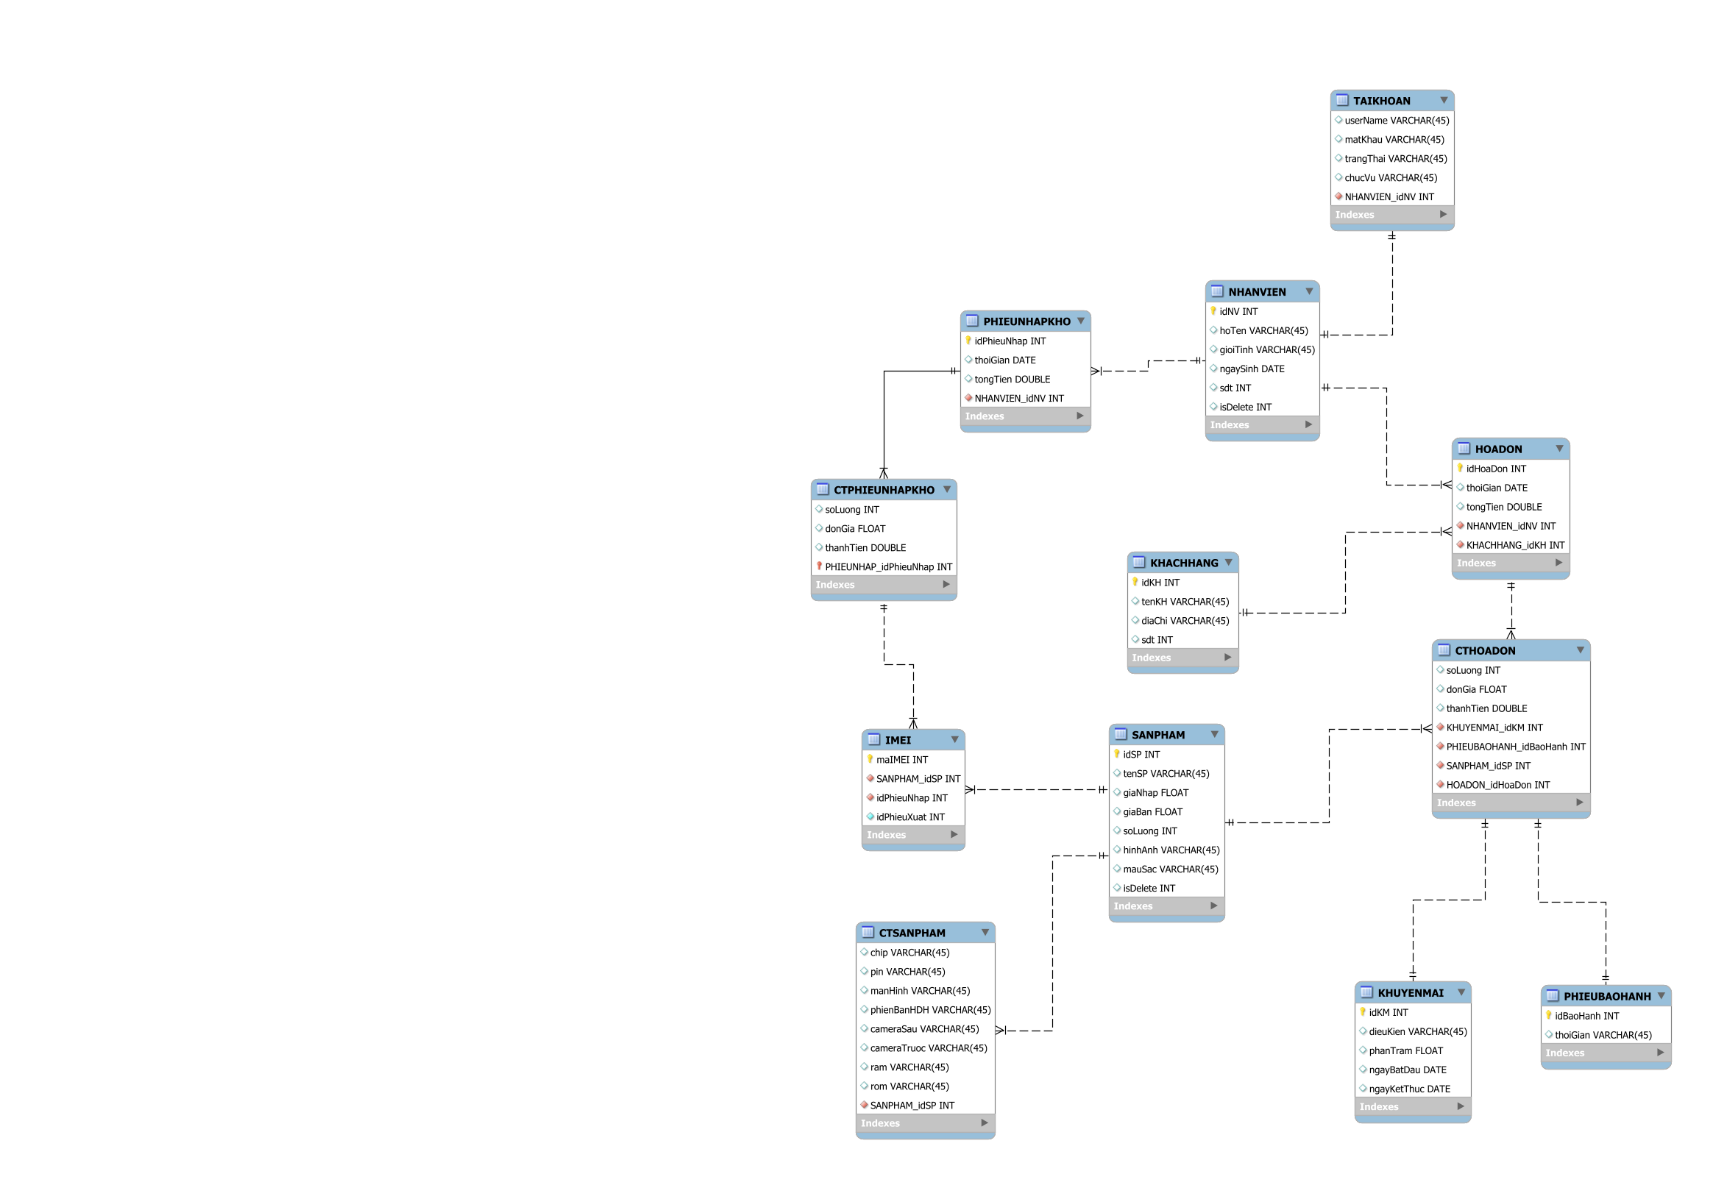 TAIKHOAN
userName VARCHAR(45)
matKhau VARCHAR(45)
trangThai VARCHAR(45)
chucVu VARCHAR(45)
NHANVIEN_idNV INT
Indexes
NHANVIEN
idNV INT
hoTen VARCHAR(45)
gioiTinh VARCHAR(45)
ngaySinh DATE
sdt INT
isDelete INT
Indexes
PHIEUNHAPKHO
idPhieuNhap INT
thoiGian DATE
tongTien DOUBLE
NHANVIEN_idNV INT
Indexes
HOADON
idHoaDon INT
thoiGian DATE
tongTien DOUBLE
NHANVIEN_idNV INT
KHACHHANG_idKH INT
Indexes
CTPHIEUNHAPKHO
soLuong INT
donGia FLOAT
thanhTien DOUBLE
PHIEUNHAP_idPhieuNhap INT
Indexes
KHACHHANG
idKH INT
tenKH VARCHAR(45)
diaChi VARCHAR(45)
sdt INT
Indexes
CTHOADON
soLuong INT
donGia FLOAT
thanhTien DOUBLE
KHUYENMAI_idKM INT
PHIEUBAOHANH_idBaoHanh INT
SANPHAM_idSP INT
HOADON_idHoaDon INT
Indexes
IMEI
maIMEI INT
SANPHAM_idSP INT
idPhieuNhap INT
idPhieuXuat INT
Indexes
SANPHAM
idSP INT
tenSP VARCHAR(45)
giaNhap FLOAT
giaBan FLOAT
soLuong INT
hinhAnh VARCHAR(45)
mauSac VARCHAR(45)
isDelete INT
Indexes
CTSANPHAM
chip VARCHAR(45)
pin VARCHAR(45)
manHinh VARCHAR(45)
phienBanHDH VARCHAR(45)
cameraSau VARCHAR(45)
cameraTruoc VARCHAR(45)
ram VARCHAR(45)
rom VARCHAR(45)
SANPHAM_idSP INT
Indexes
KHUYENMAI
idKM INT
dieuKien VARCHAR(45)
phanTram FLOAT
ngayBatDau DATE
ngayKetThuc DATE
Indexes
PHIEUBAOHANH
idBaoHanh INT
thoiGian VARCHAR(45)
Indexes